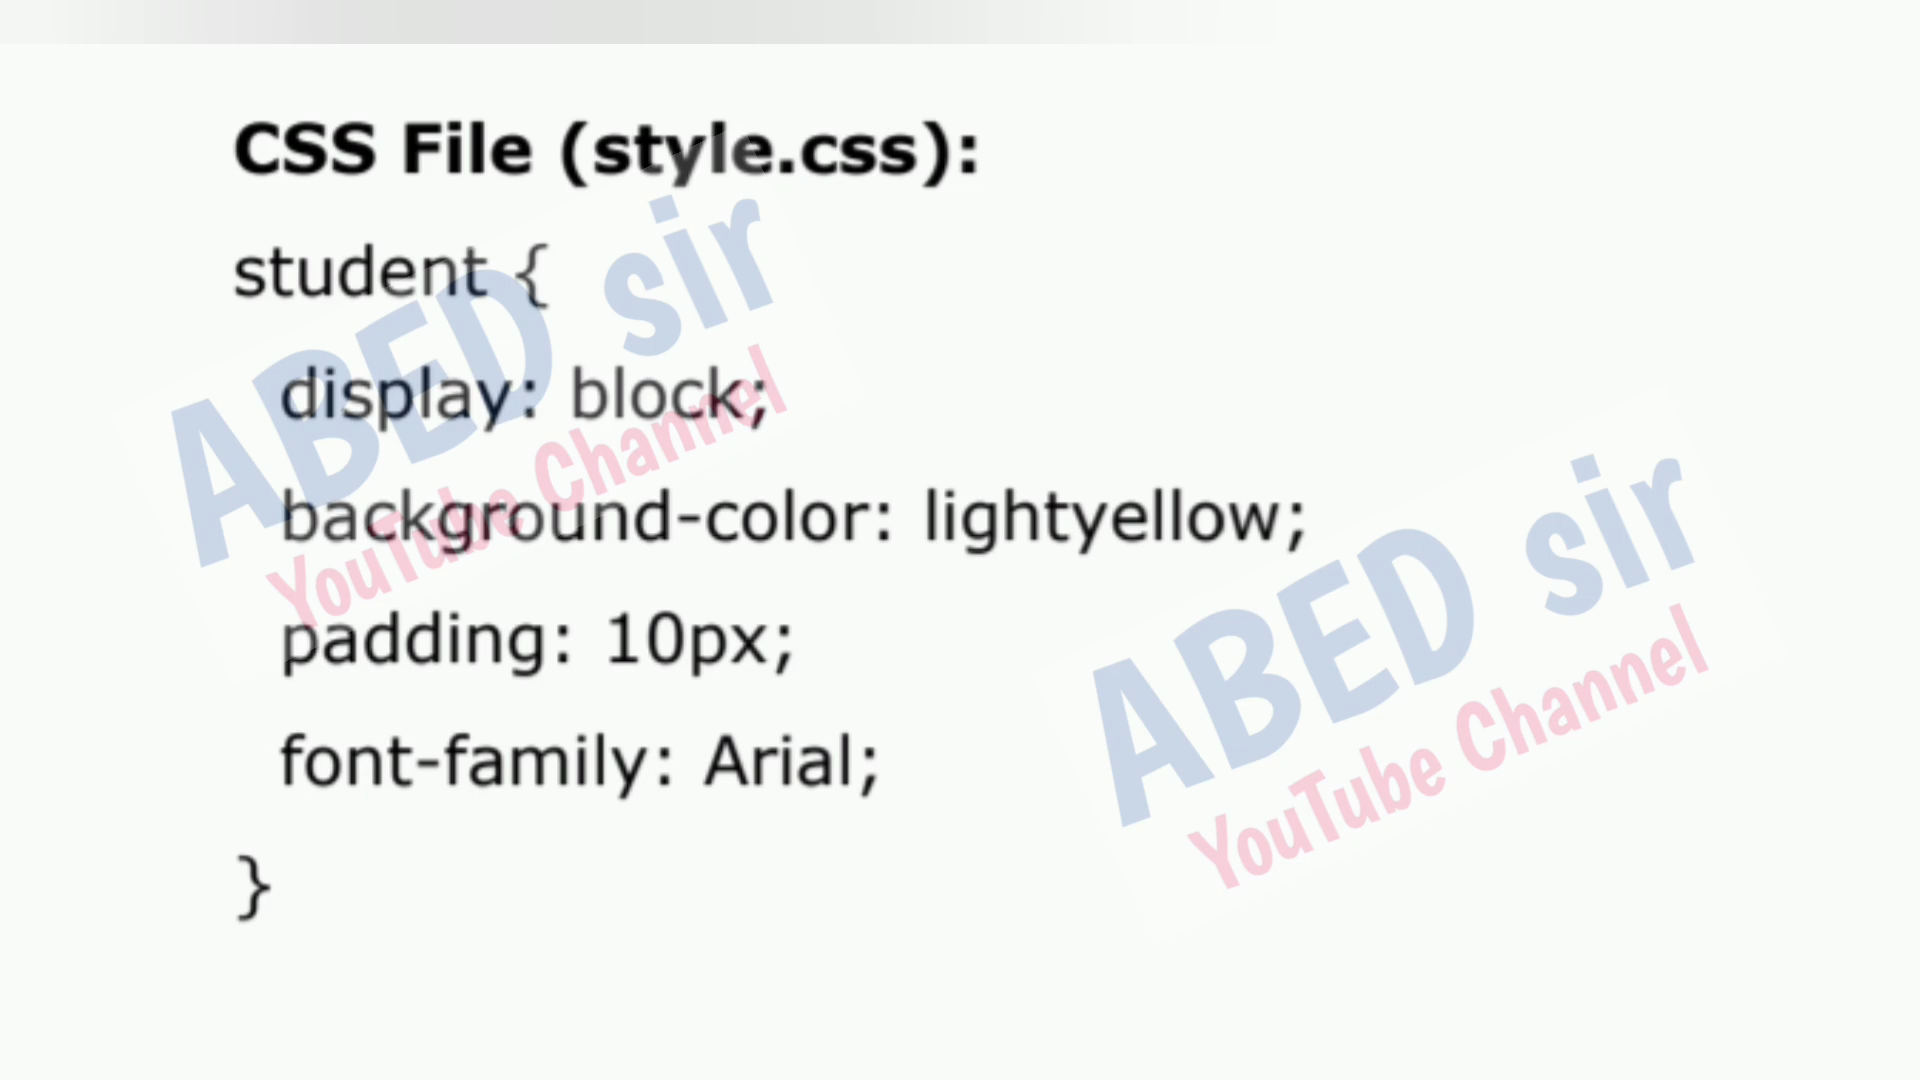 CSS File (style.css):
student {
display: block;
background-color: lightyellow;
padding: 10px;
font-family: Arial;
}
ABED sir
YouTube Channel
ABED sir
YouTube Channel